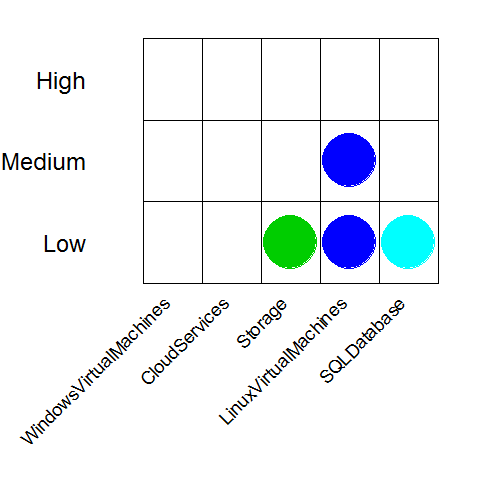 High
Medium
Low
WindowsVirtualMachines
CloudServices
Storage
LinuxVirtualMachines
SQLDatabase